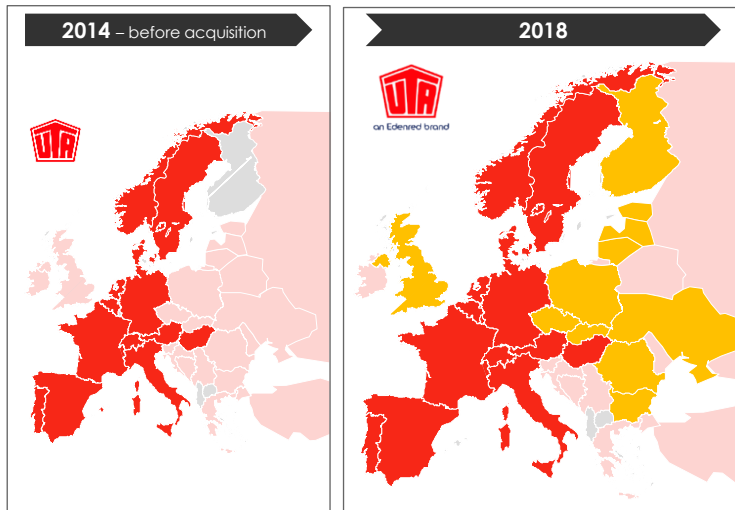 2014 – before acquisition
UTA
2018
UTA
an Edenred brand